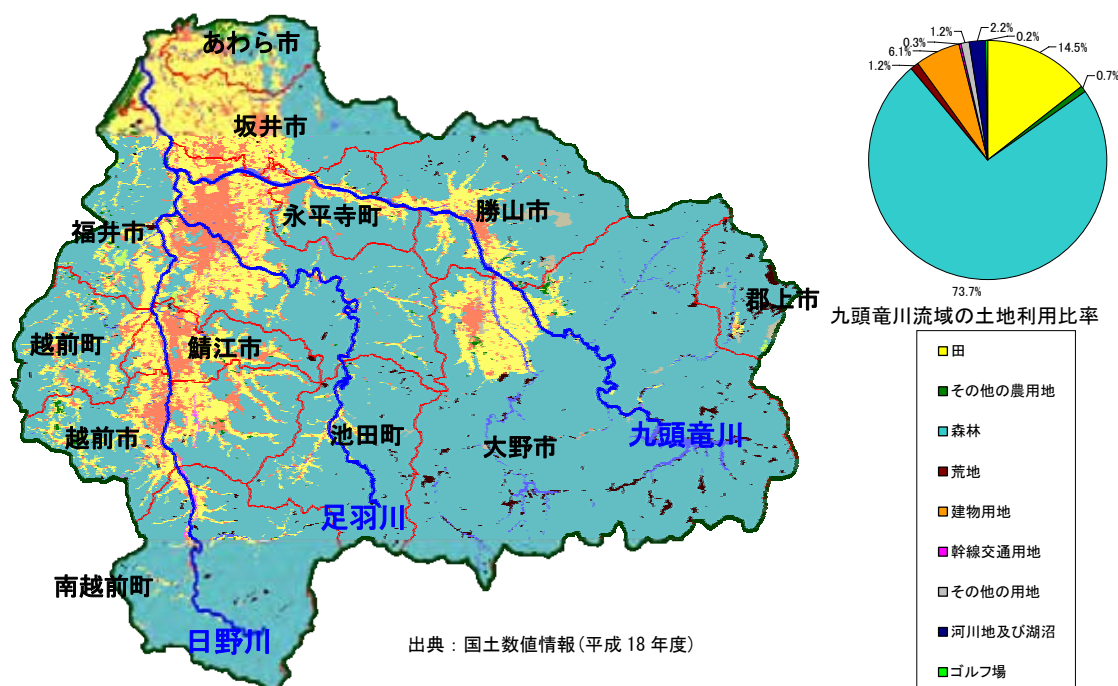 あわら市
坂井市
永平寺町
勝山市
福井市
郡上市
越前町
鯖江市
越前市
池田町
大野市
九頭竜川
足羽川
南越前町
日野川
出典：国土数値情報(平成18年度)
0.3%
1.2%
2.2%
0.2%
6.1%
14.5%
1.2%
0.7%
73.7%
九頭竜川流域の土地利用比率
田
その他の農用地
森林
荒地
建物用地
幹線交通用地
その他の用地
河川地及び湖沼
ゴルフ場